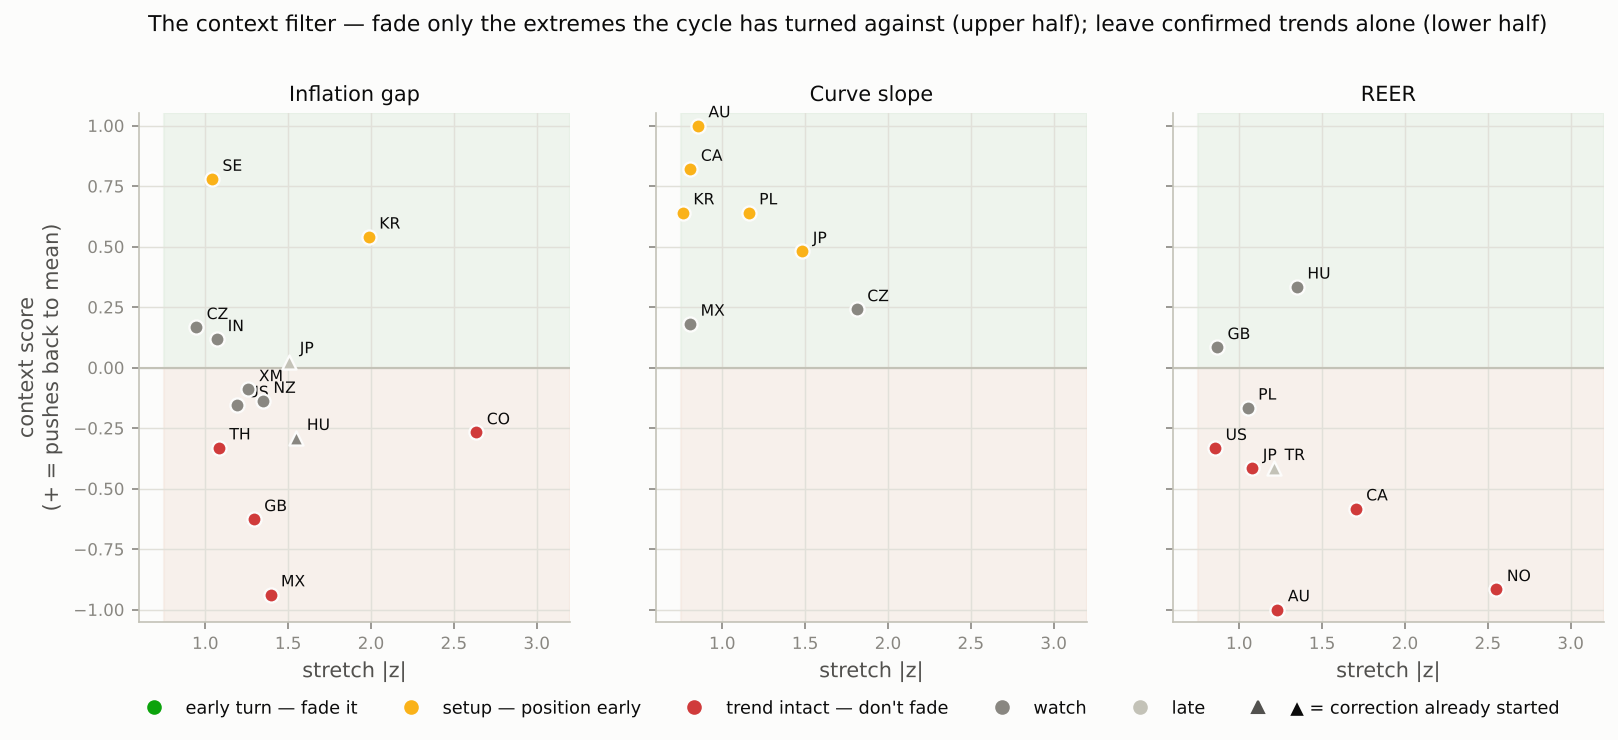 The context filter — fade only the extremes the cycle has turned against (upper half); leave confirmed trends alone (lower half)
Inflation gap
Curve slope
REER
context score
(+ = pushes back to mean)
1.00
0.75
0.50
0.25
0.00
−0.25
−0.50
−0.75
−1.00
SE
KR
CZ
IN
JP
XM
US
NZ
HU
CO
TH
GB
MX
AU
CA
KR
PL
JP
CZ
MX
HU
GB
PL
US
JP
TR
CA
NO
AU
1.0 1.5 2.0 2.5 3.0
1.0 1.5 2.0 2.5 3.0
1.0 1.5 2.0 2.5 3.0
stretch |z|
stretch |z|
stretch |z|
early turn — fade it
setup — position early
trend intact — don't fade
watch
late
▲ = correction already started